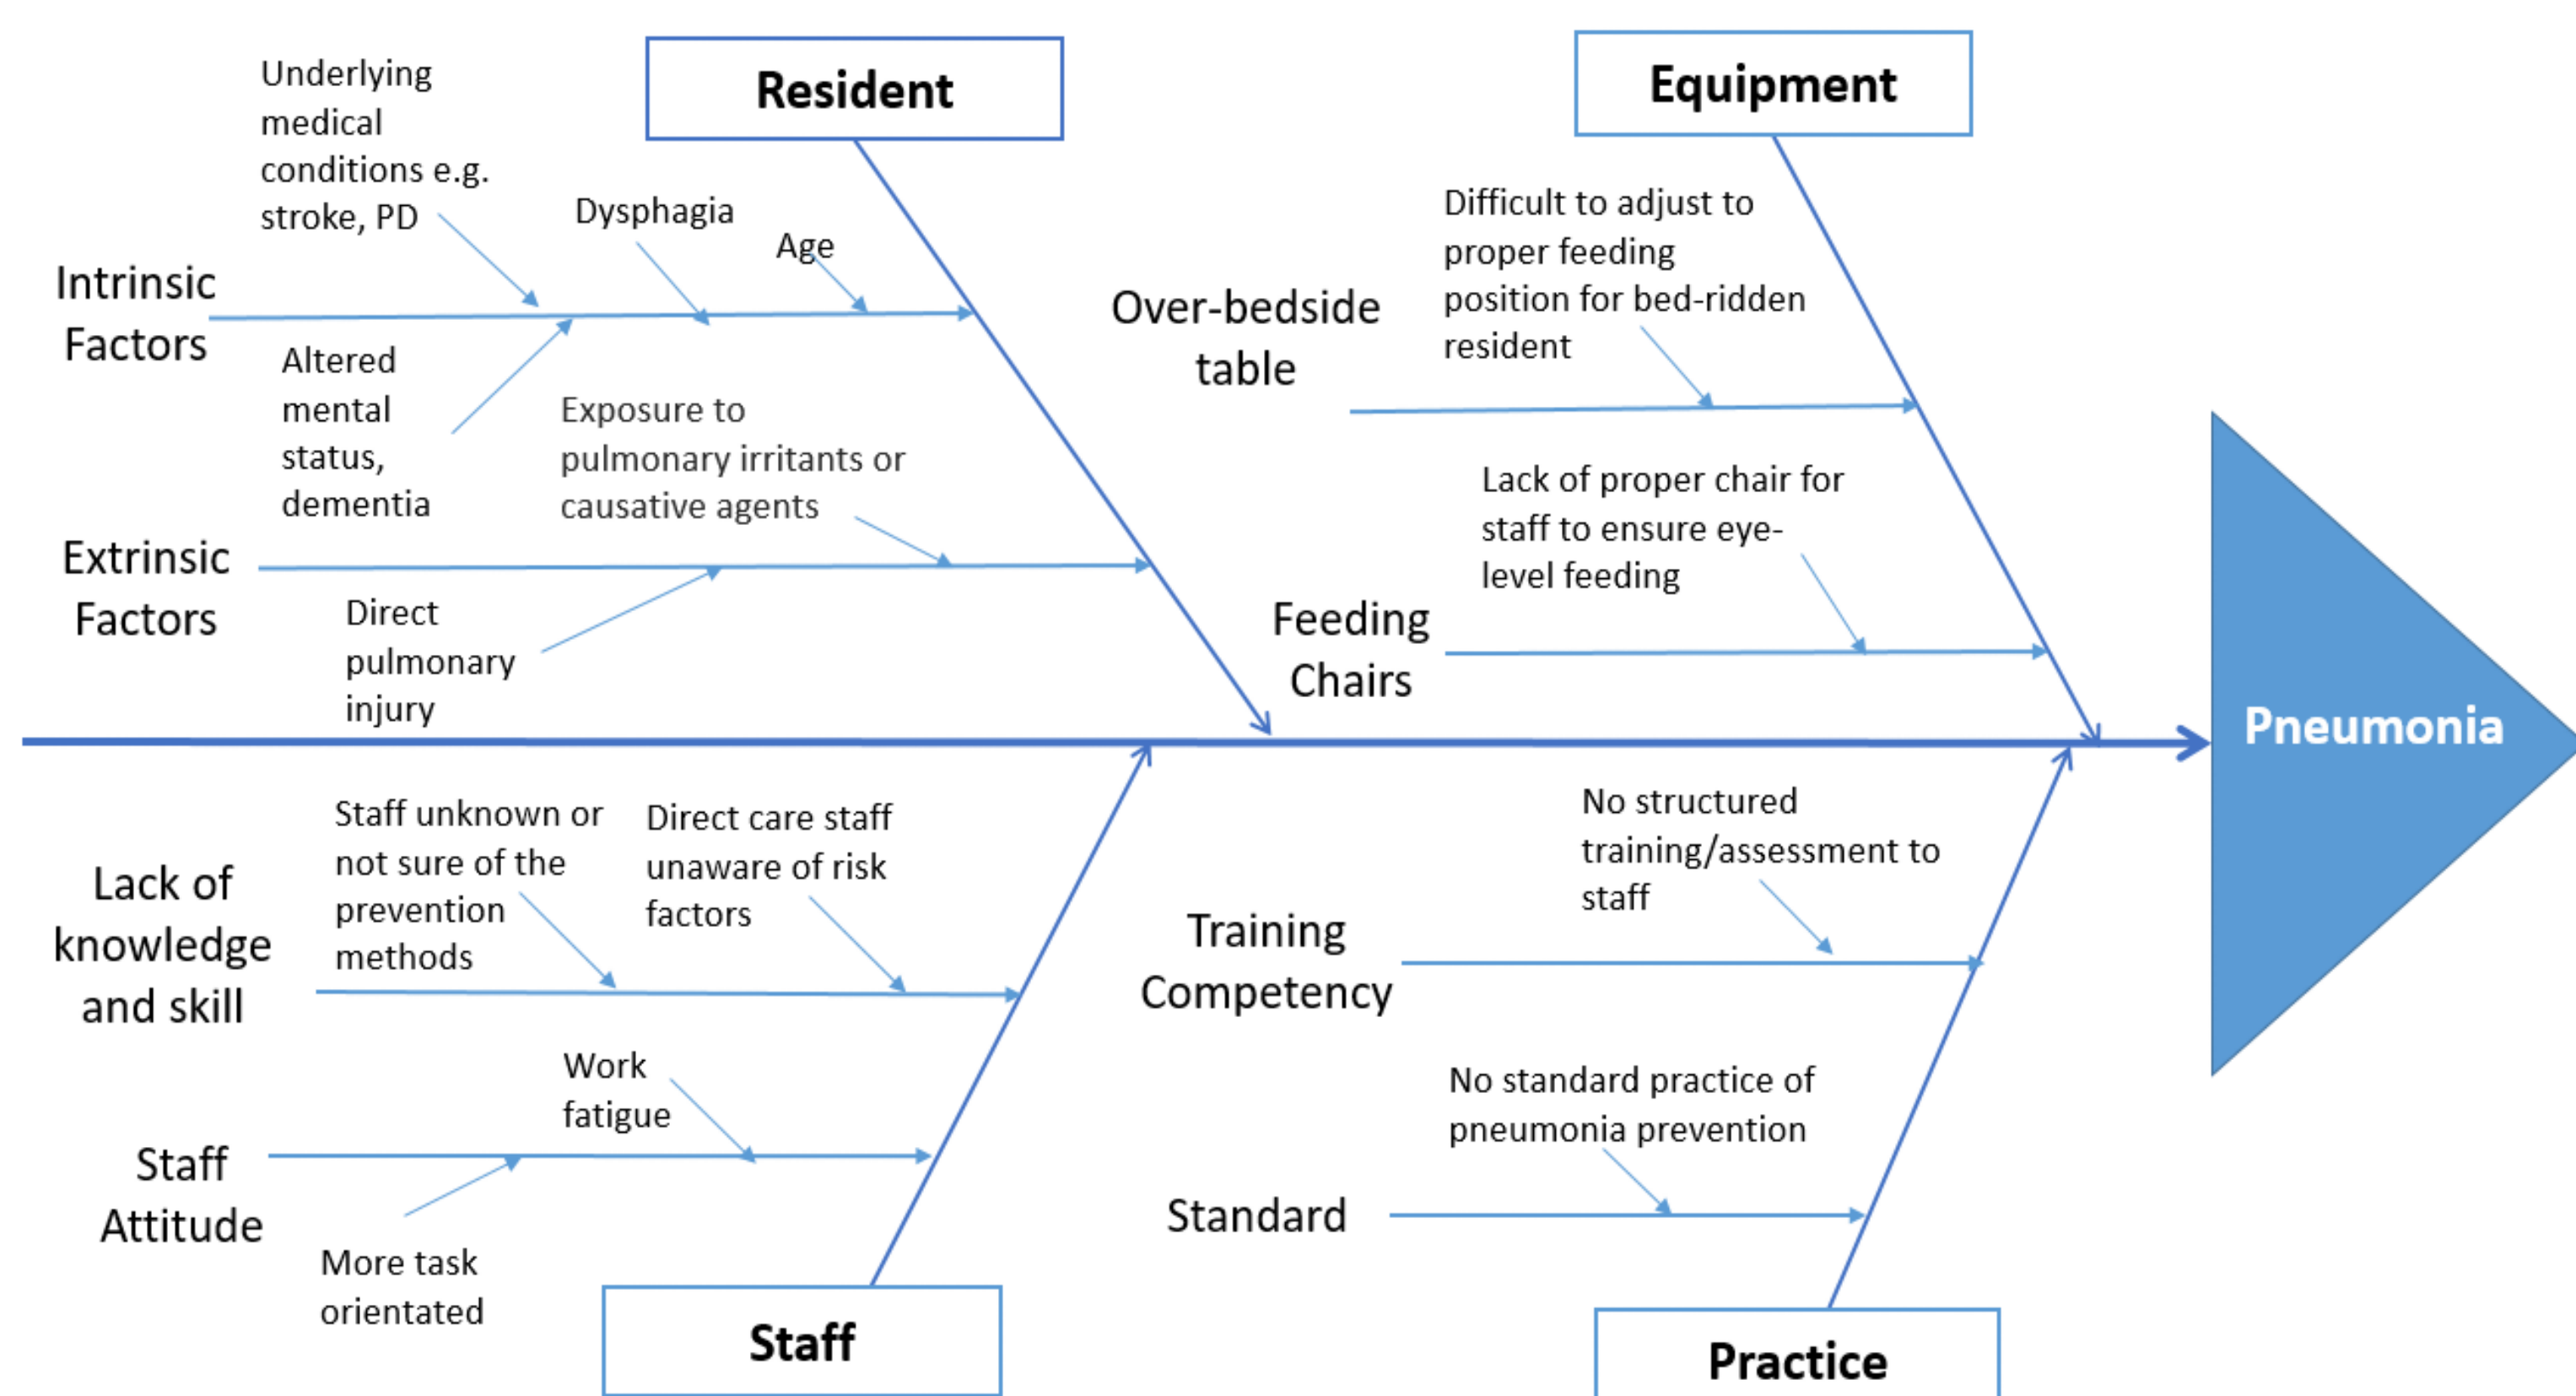 Resident
Underlying
medical
conditions e.g.
stroke, PD
Dysphagia
Age
Intrinsic
Factors
Altered
mental
status,
dementia
Exposure to
pulmonary irritants or
causative agents
Extrinsic
Factors
Direct
pulmonary
injury
Equipment
Difficult to adjust to
proper feeding
position for bed-ridden
resident
Over-bedside
table
Lack of proper chair for
staff to ensure eye-
level feeding
Feeding
Chairs
Pneumonia
Staff unknown or
not sure of the
prevention
methods
Direct care staff
unaware of risk
factors
Lack of
knowledge
and skill
Work
fatigue
Staff
Attitude
More task
orientated
Staff
No structured
training/assessment to
staff
Training
Competency
No standard practice of
pneumonia prevention
Standard
Practice